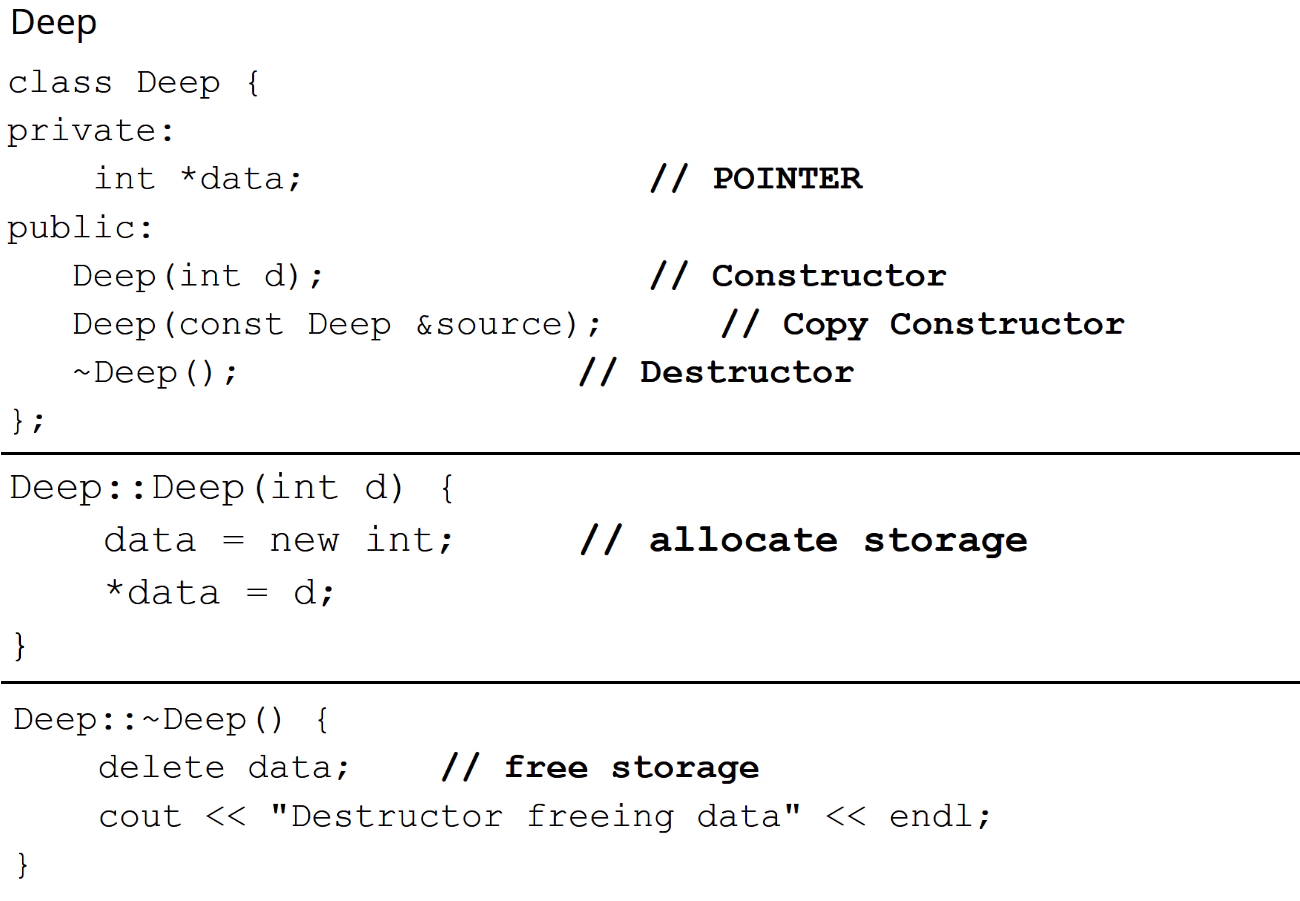 Deep
class Deep {
private:
    int *data;                // POINTER
public:
   Deep(int d);               // Constructor
   Deep(const Deep &source);     // Copy Constructor
   ~Deep();                // Destructor
};
Deep::Deep(int d) {
    data = new int;     // allocate storage
    *data = d;
}
Deep::~Deep() {
    delete data;    // free storage
    cout << "Destructor freeing data" << endl;
}